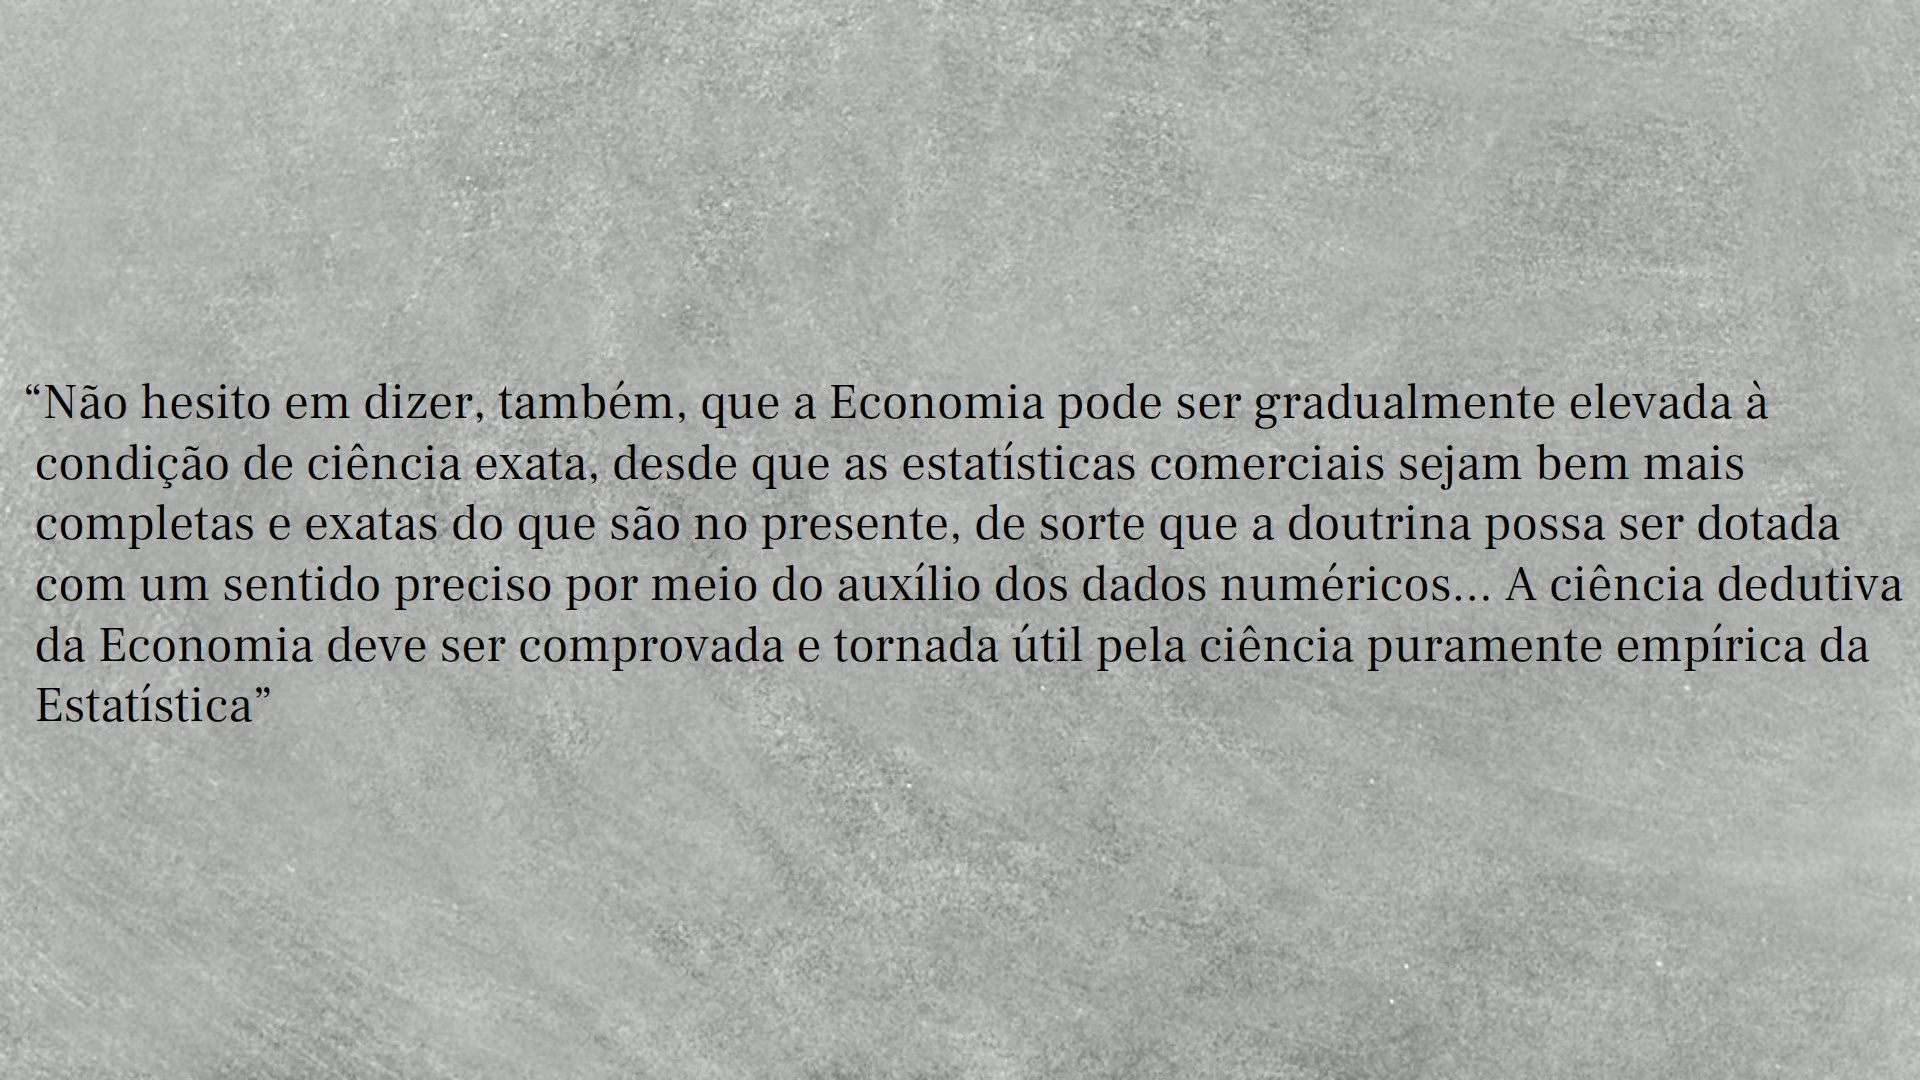 “Não hesito em dizer, também, que a Economia pode ser gradualmente elevada à
condição de ciência exata, desde que as estatísticas comerciais sejam bem mais
completas e exatas do que são no presente, de sorte que a doutrina possa ser dotada
com um sentido preciso por meio do auxílio dos dados numéricos... A ciência dedutiva
da Economia deve ser comprovada e tornada útil pela ciência puramente empírica da
Estatística”